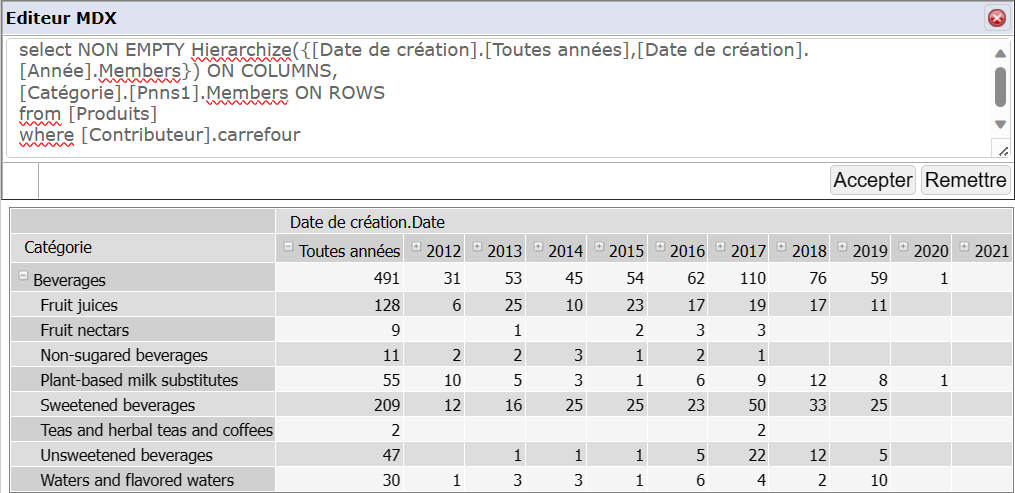 Editeur MDX
select NON EMPTY Hierarchize({[Date de création].[Toutes années],[Date de création].
[Année].Members}) ON COLUMNS,
[Catégorie].[Pnns1].Members ON ROWS
from [Produits]
where [Contributeur].carrefour
Accepter Remettre
Date de création.Date
Catégorie Toutes années 2012 2013 2014 2015 2016 2017 2018 2019 2020 2021
Beverages 491 31 53 45 54 62 110 76 59 1
Fruit juices 128 6 25 10 23 17 19 17 11
Fruit nectars 9 1 2 3 3
Non-sugared beverages 11 2 2 3 1 2 1
Plant-based milk substitutes 55 10 5 3 1 6 9 12 8 1
Sweetened beverages 209 12 16 25 25 23 50 33 25
Teas and herbal teas and coffees 2 2
Unsweetened beverages 47 1 1 1 5 22 12 5
Waters and flavored waters 30 1 3 3 1 6 4 2 10